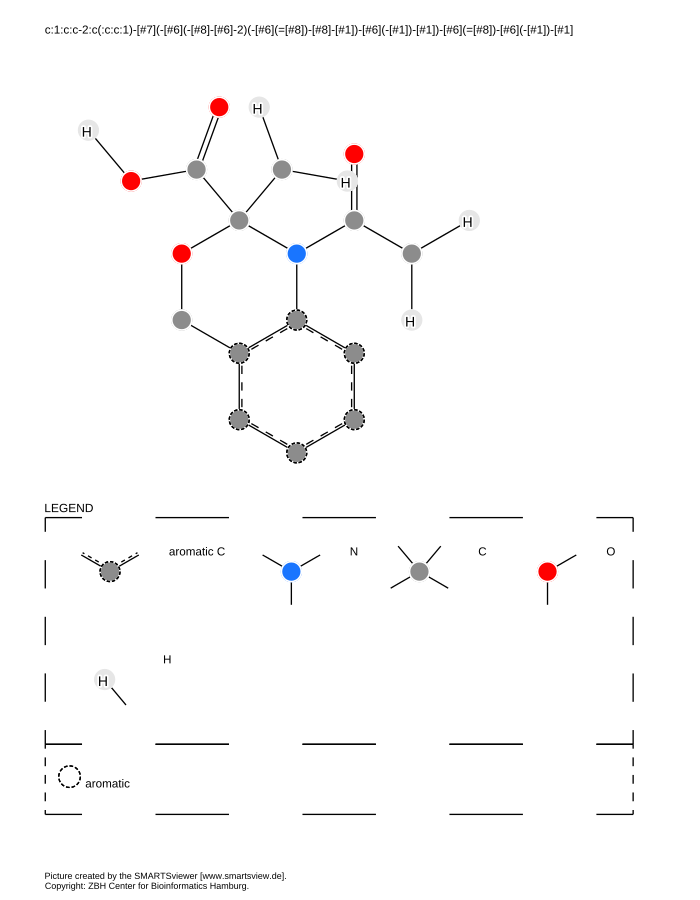 c:1:c:c-2:c(:c:c:1)-[#7](-[#6](-[#8]-[#6]-2)(-[#6](=[#8])-[#8]-[#1])-[#6](-[#1])-[#1])-[#6](=[#8])-[#6](-[#1])-[#1]
H
H
H
H
H
LEGEND
aromatic C
N
C
O
H
H
aromatic
Picture created by the SMARTSviewer [www.smartsview.de].
Copyright: ZBH Center for Bioinformatics Hamburg.